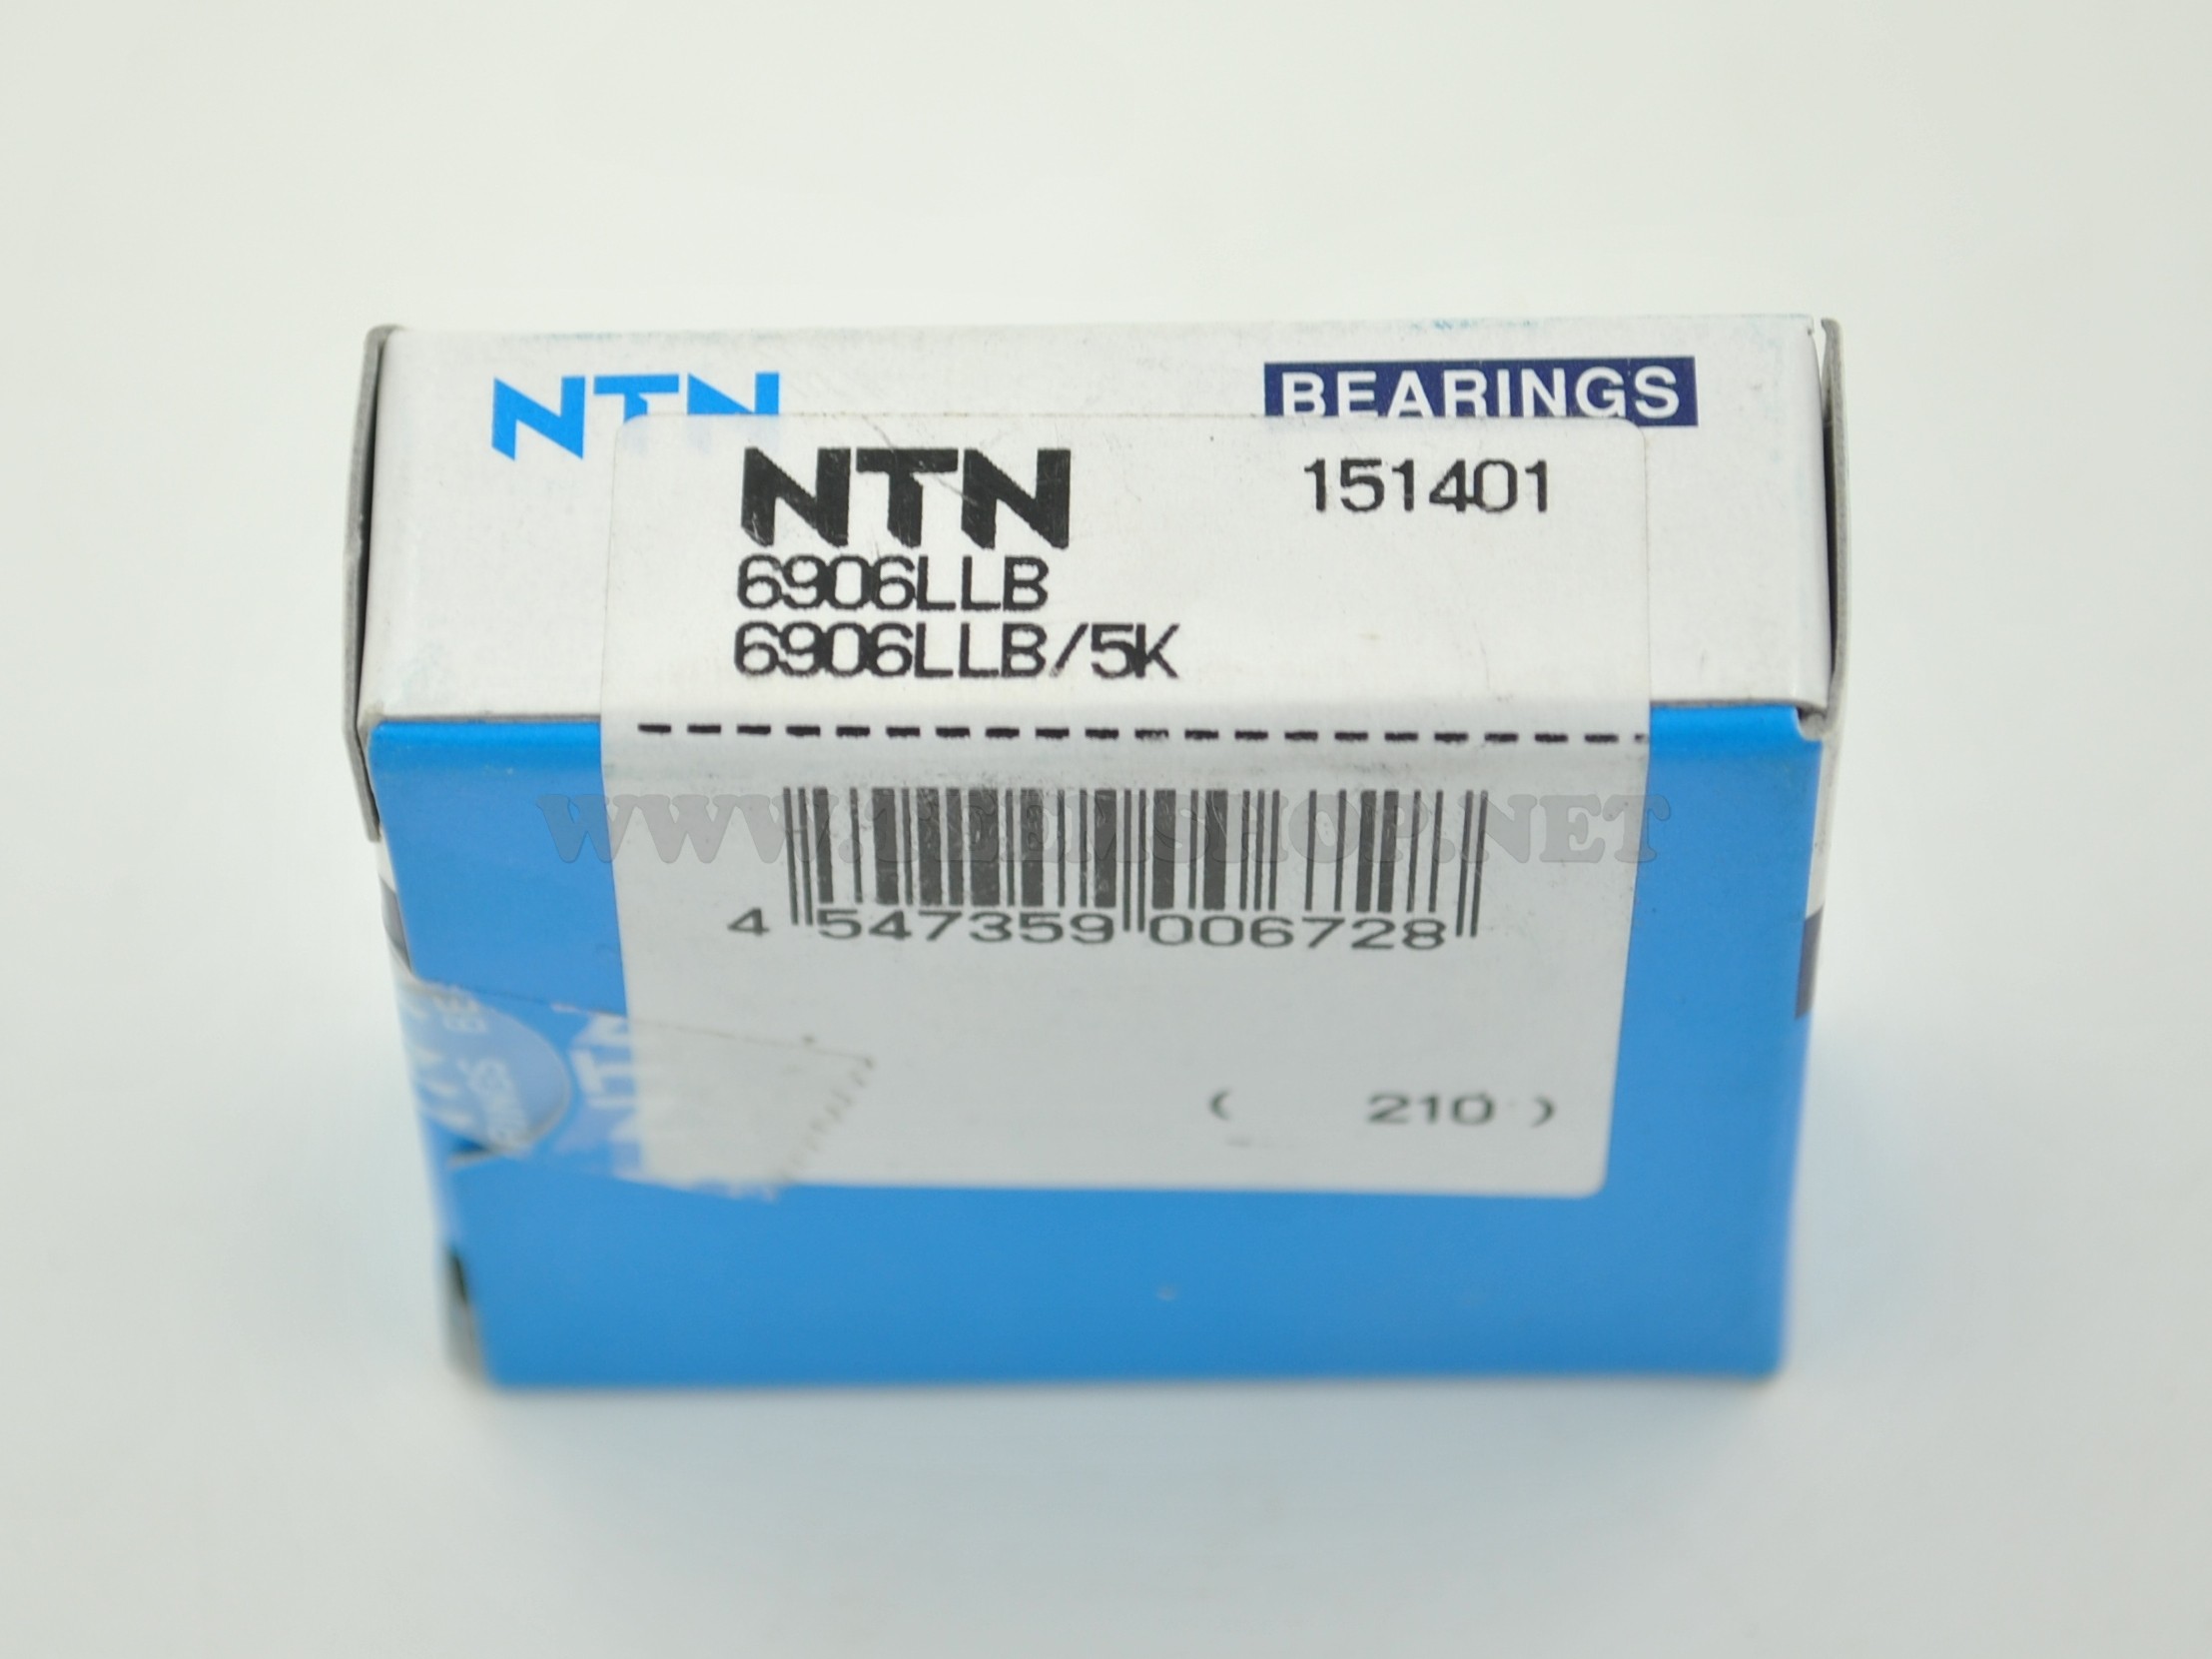 NTN BEARINGS
NTN 151401
6906LLB
6906LLB/5K
4 547359 006728
( 210 )